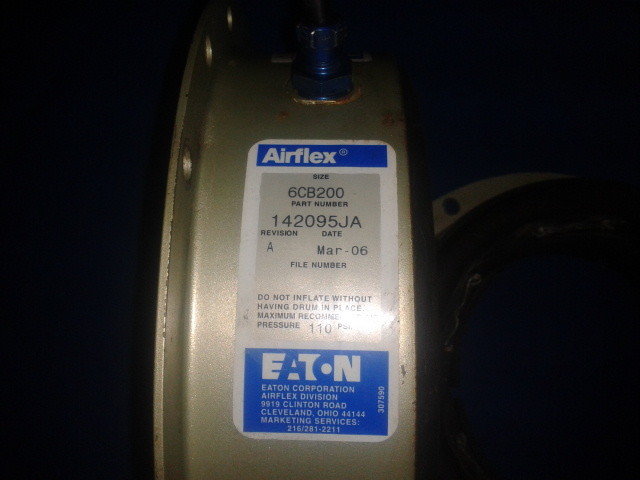 Airflex®
SIZE
6CB200
PART NUMBER
142095JA
REVISION DATE
A Mar-06
FILE NUMBER
DO NOT INFLATE WITHOUT
HAVING DRUM IN PLACE.
MAXIMUM
PRESSURE 110
EATON
EATON CORPORATION
AIRFLEX DIVISION
9919 CLINTON ROAD
CLEVELAND, OHIO 44144
MARKETING SERVICES:
216/281-2211
307590